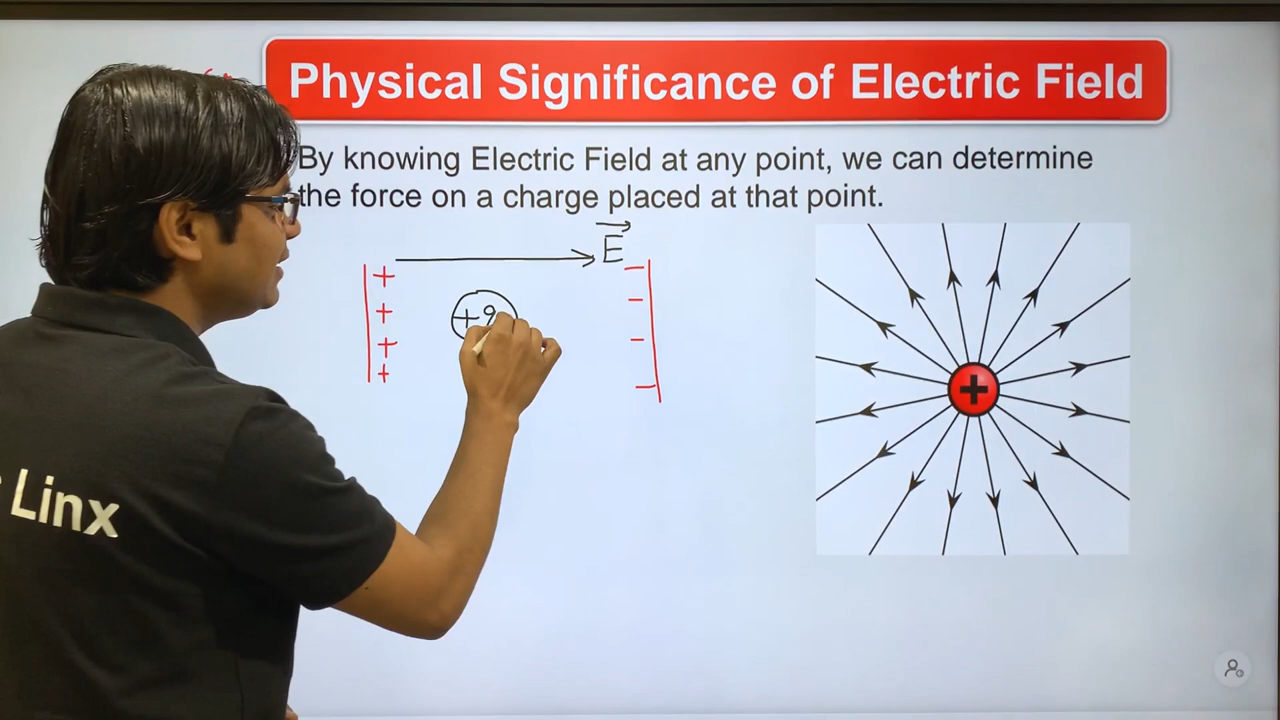 Physical Significance of Electric Field
By knowing Electric Field at any point, we can determine
the force on a charge placed at that point.
E
+ −
+q
+ −
+ −
+ −
+
Linx